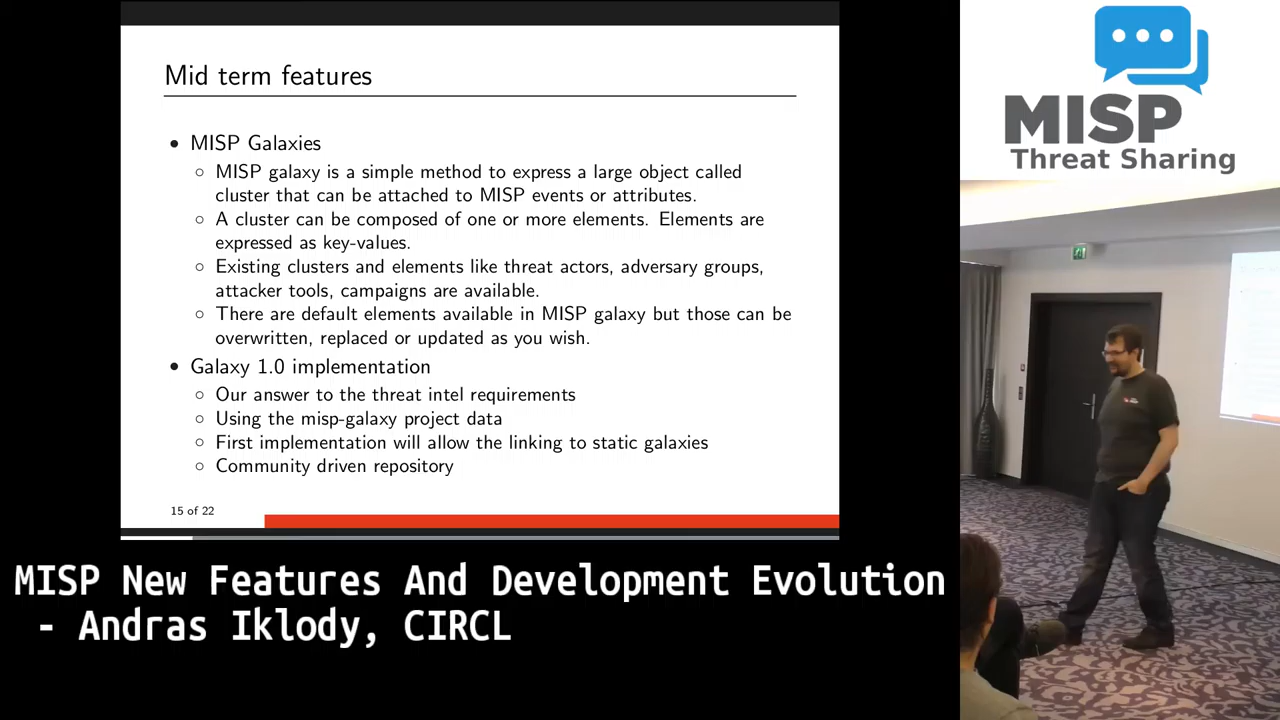 Mid term features
• MISP Galaxies
◦ MISP galaxy is a simple method to express a large object called
cluster that can be attached to MISP events or attributes.
◦ A cluster can be composed of one or more elements. Elements are
expressed as key-values.
◦ Existing clusters and elements like threat actors, adversary groups,
attacker tools, campaigns are available.
◦ There are default elements available in MISP galaxy but those can be
overwritten, replaced or updated as you wish.
• Galaxy 1.0 implementation
◦ Our answer to the threat intel requirements
◦ Using the misp-galaxy project data
◦ First implementation will allow the linking to static galaxies
◦ Community driven repository
15 of 22
MISP
Threat Sharing
MISP New Features And Development Evolution
- Andras Iklody, CIRCL